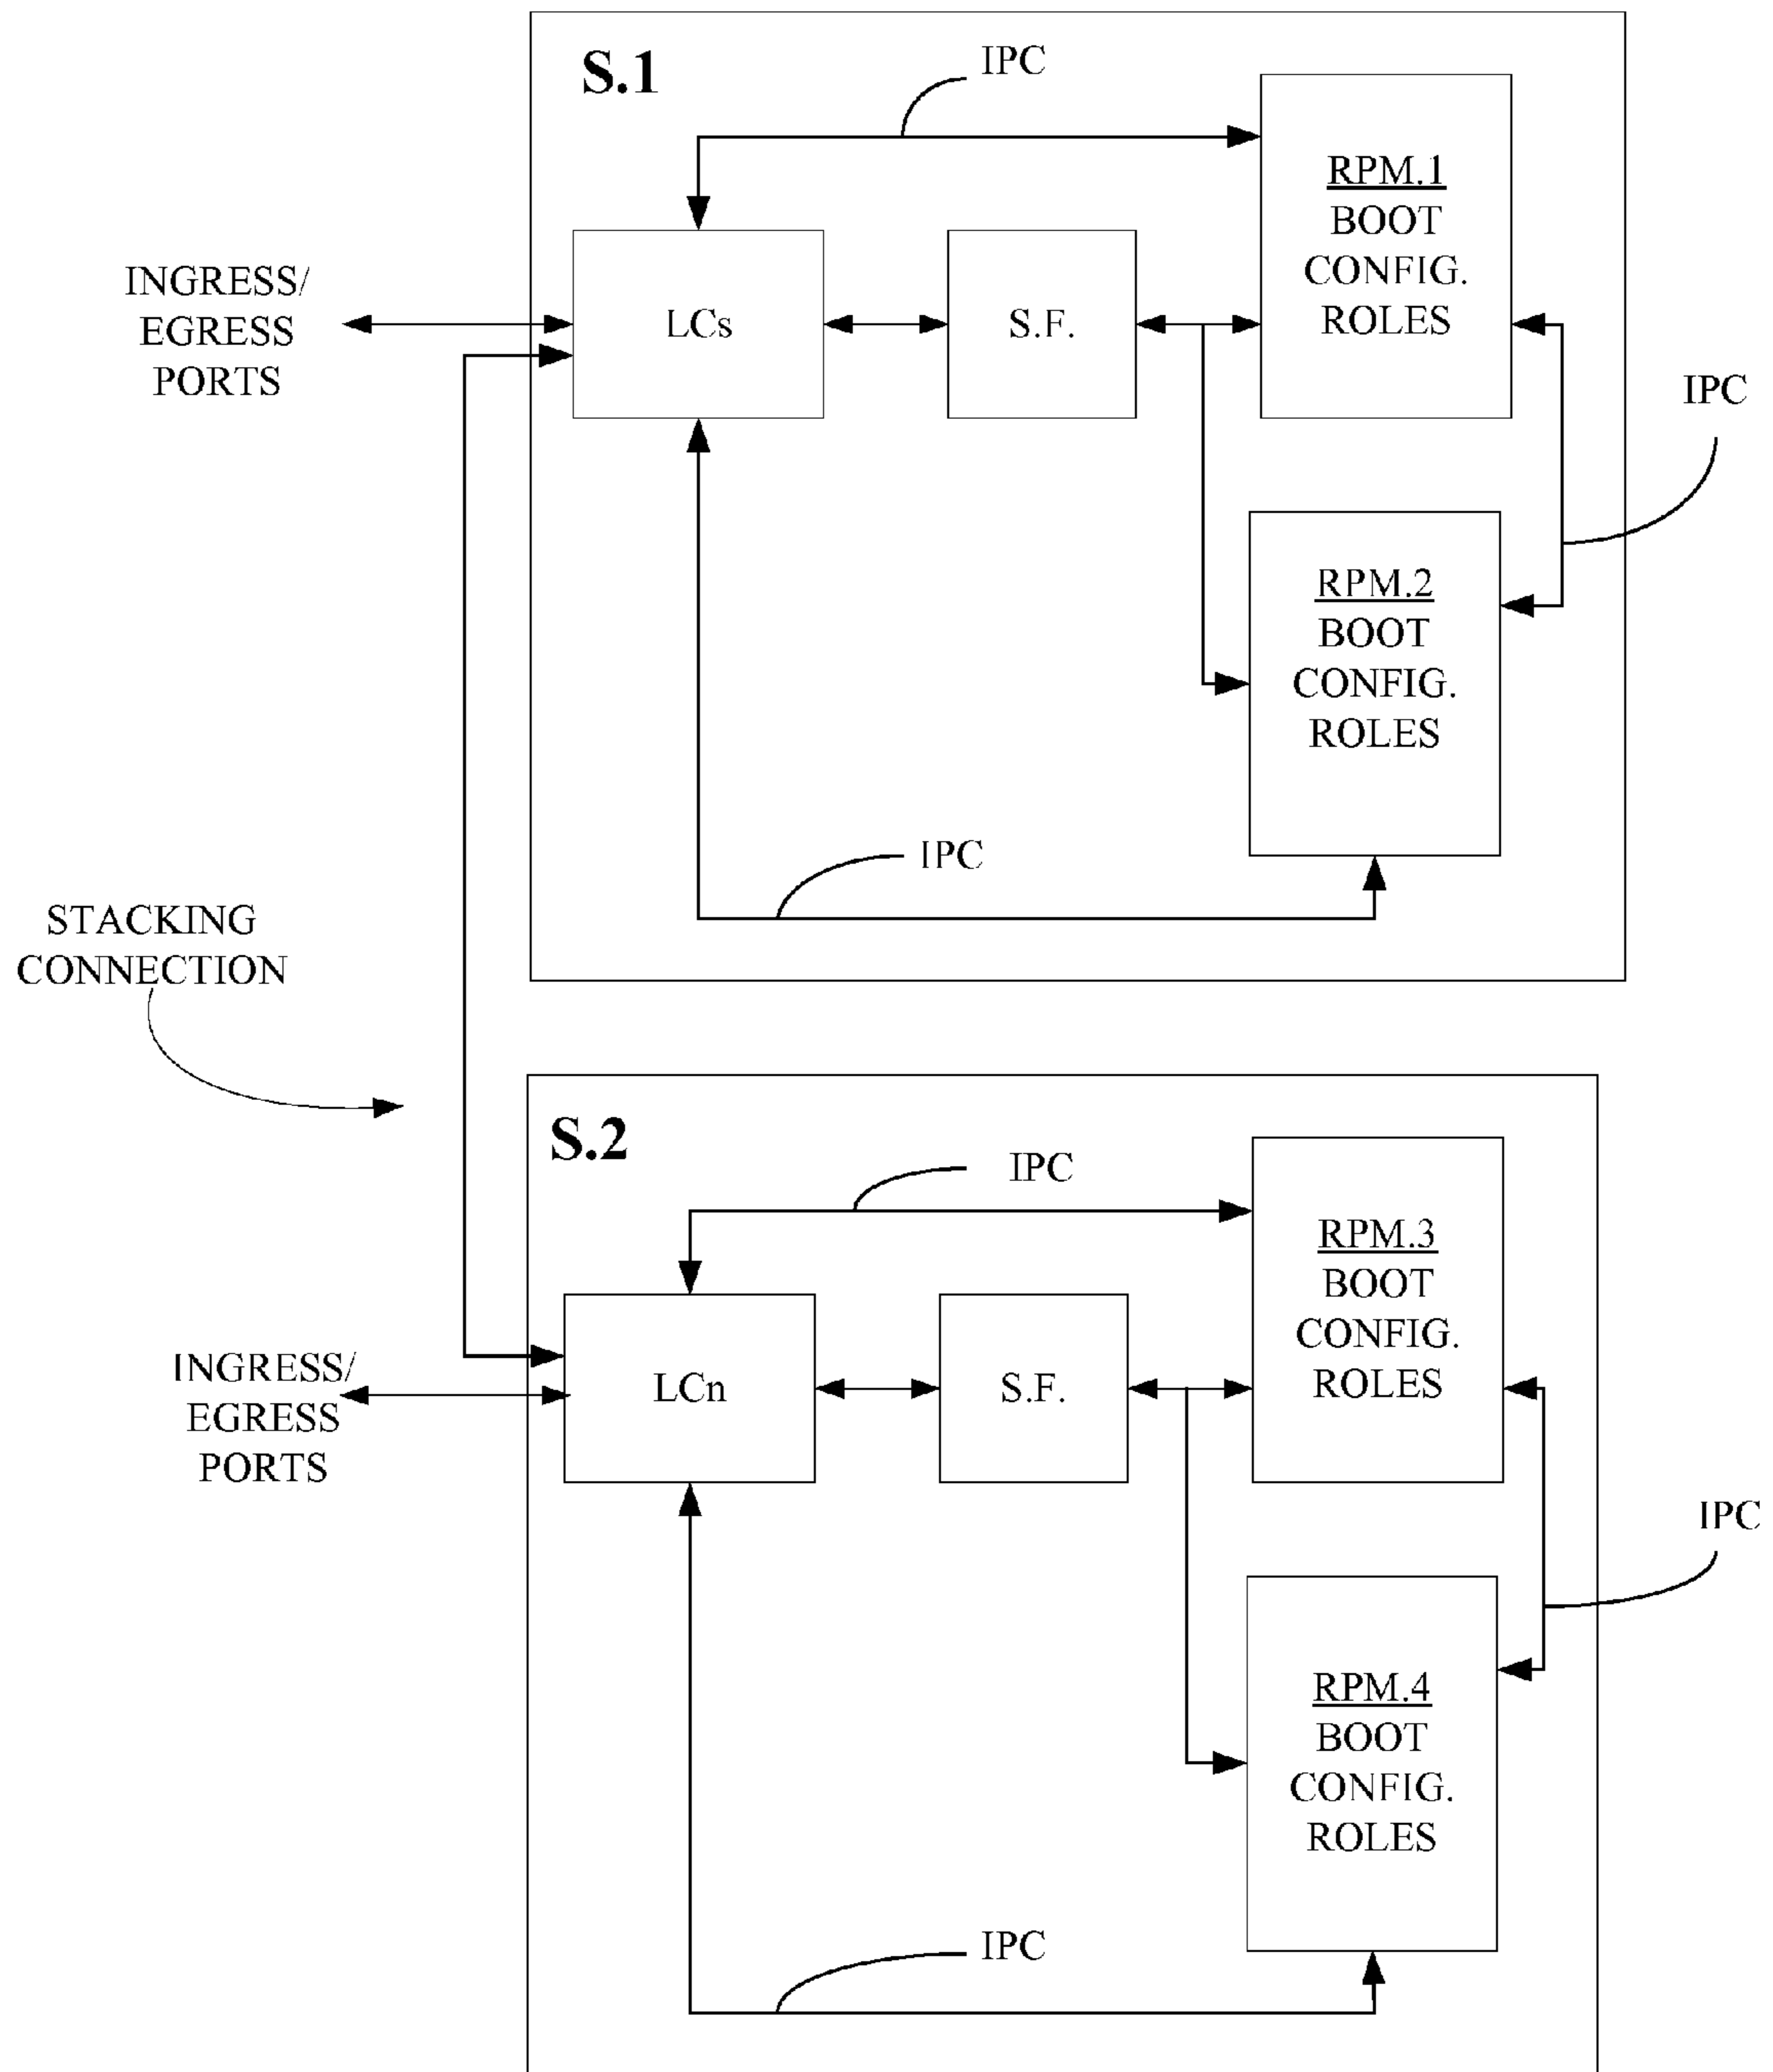 S.1
IPC
RPM.1
BOOT
CONFIG.
ROLES
INGRESS/
EGRESS
PORTS
LCs
S.F.
IPC
RPM.2
BOOT
CONFIG.
ROLES
IPC
STACKING
CONNECTION
S.2
IPC
RPM.3
BOOT
CONFIG.
ROLES
INGRESS/
EGRESS
PORTS
LCn
S.F.
IPC
RPM.4
BOOT
CONFIG.
ROLES
IPC